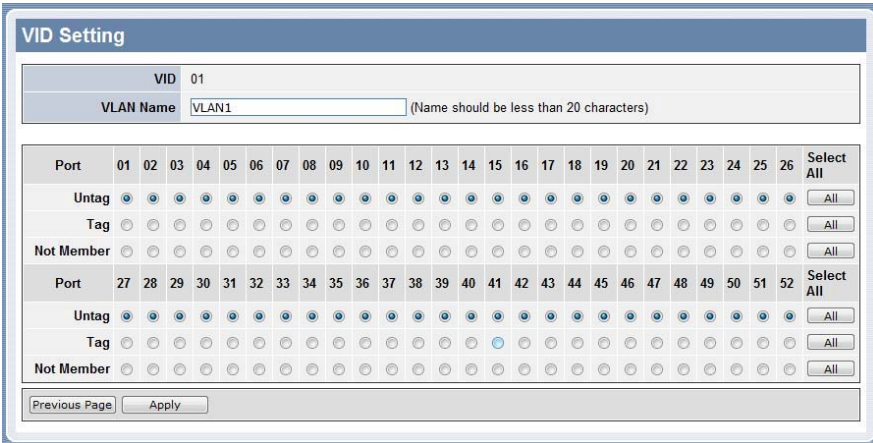 VID Setting
VID 01
VLAN Name VLAN1 (Name should be less than 20 characters)
Port 01 02 03 04 05 06 07 08 09 10 11 12 13 14 15 16 17 18 19 20 21 22 23 24 25 26 Select All
Untag All
Tag All
Not Member All
Port 27 28 29 30 31 32 33 34 35 36 37 38 39 40 41 42 43 44 45 46 47 48 49 50 51 52 Select All
Untag All
Tag All
Not Member All
Previous Page Apply